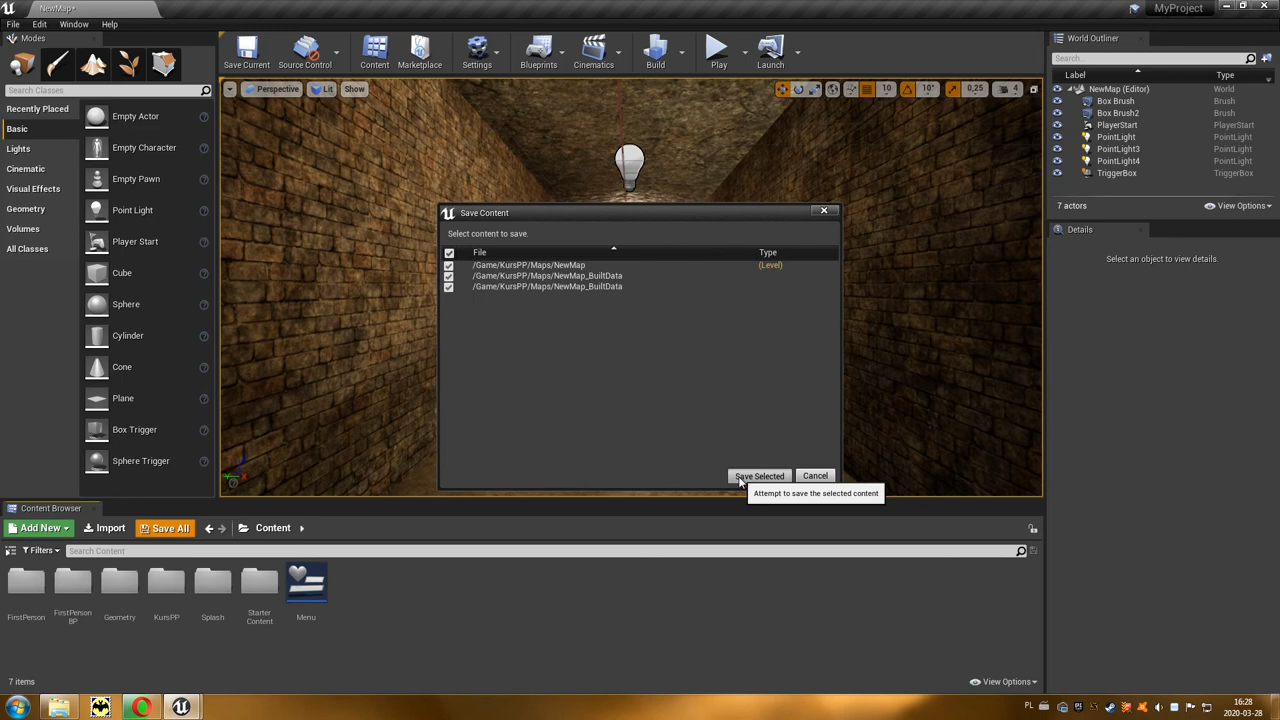 NewMap*
MyProject
File Edit Window Help
Modes
Search Classes
Recently Placed
Basic
Lights
Cinematic
Visual Effects
Geometry
Volumes
All Classes
Empty Actor
Empty Character
Empty Pawn
Point Light
Player Start
Cube
Sphere
Cylinder
Cone
Plane
Box Trigger
Sphere Trigger
Save Current Source Control Content Marketplace Settings Blueprints Cinematics Build Play Launch
Perspective Lit Show 10 10° 0,25 4
Save Content
Select content to save.
File Type
/Game/KursPP/Maps/NewMap (Level)
/Game/KursPP/Maps/NewMap_BuiltData
/Game/KursPP/Maps/NewMap_BuiltData
Save Selected Cancel
Attempt to save the selected content
World Outliner
Search...
Label Type
NewMap (Editor) World
Box Brush Brush
Box Brush2 Brush
PlayerStart PlayerStart
PointLight PointLight
PointLight3 PointLight
PointLight4 PointLight
TriggerBox TriggerBox
7 actors View Options
Details
Select an object to view details.
Content Browser
Add New Import Save All Content
Filters Search Content
FirstPerson
FirstPerson
BP
Geometry
KursPP
Splash
Starter
Content
Menu
7 items View Options
PL 16:28
2020-03-28